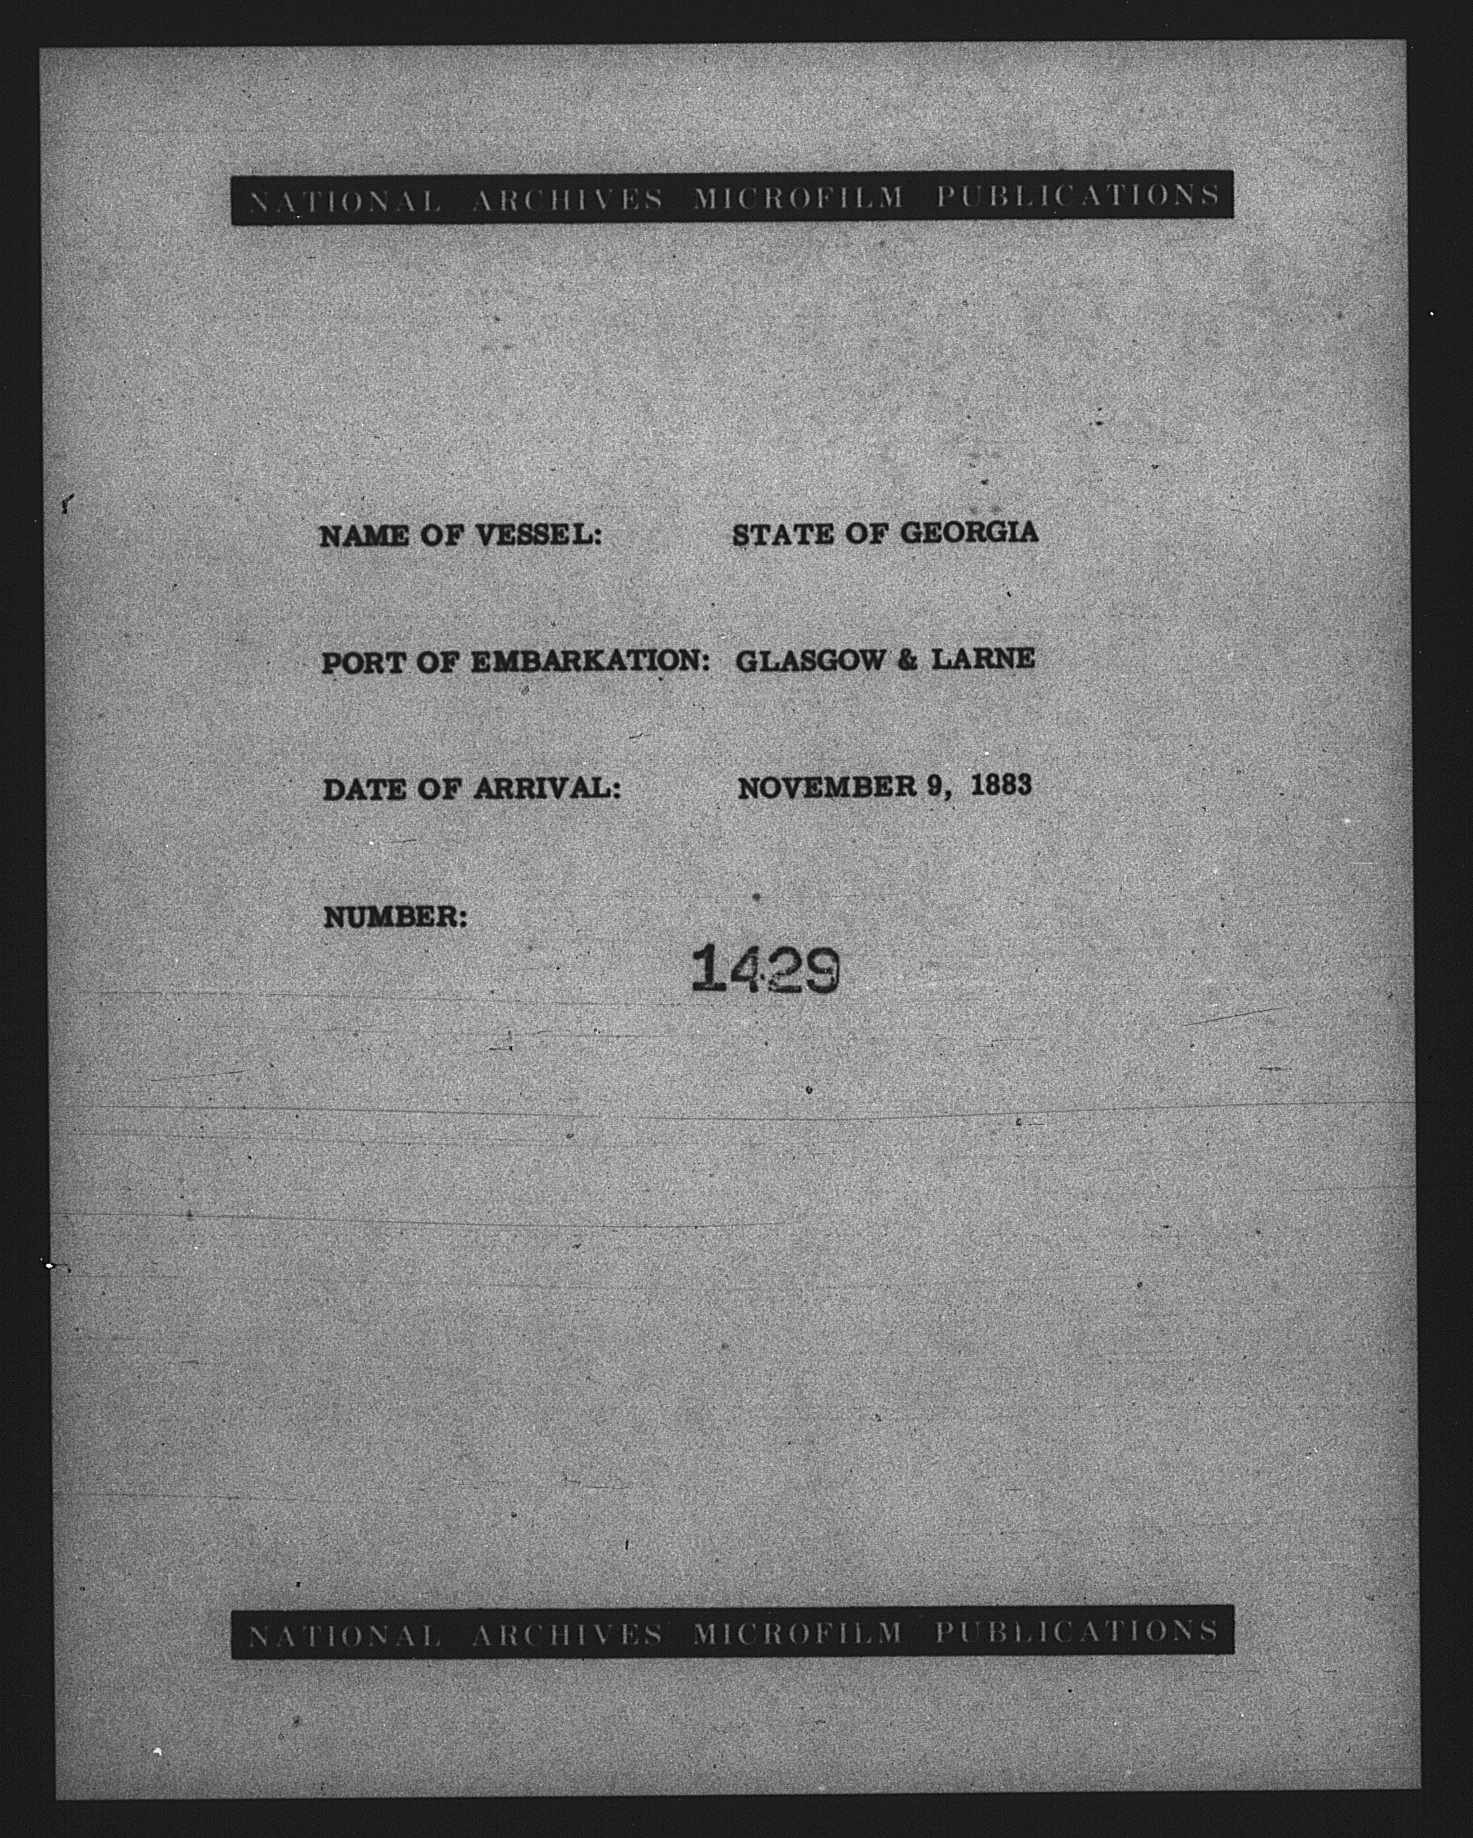 NATIONAL ARCHIVES MICROFILM PUBLICATIONS
NAME OF VESSEL: STATE OF GEORGIA
PORT OF EMBARKATION: GLASGOW & LARNE
DATE OF ARRIVAL: NOVEMBER 9, 1883
NUMBER:
1429
NATIONAL ARCHIVES MICROFILM PUBLICATIONS